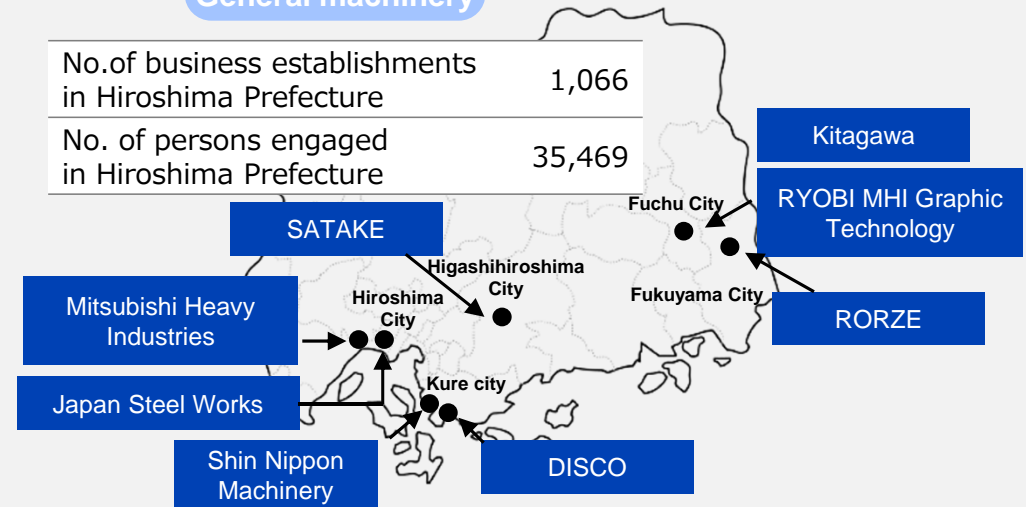 General machinery
No.of business establishments
in Hiroshima Prefecture
1,066
No. of persons engaged
in Hiroshima Prefecture
35,469
Kitagawa
RYOBI MHI Graphic
Technology
Fuchu City
SATAKE
Higashihiroshima
City
Fukuyama City
RORZE
Mitsubishi Heavy
Industries
Hiroshima
City
Japan Steel Works
Kure city
Shin Nippon
Machinery
DISCO